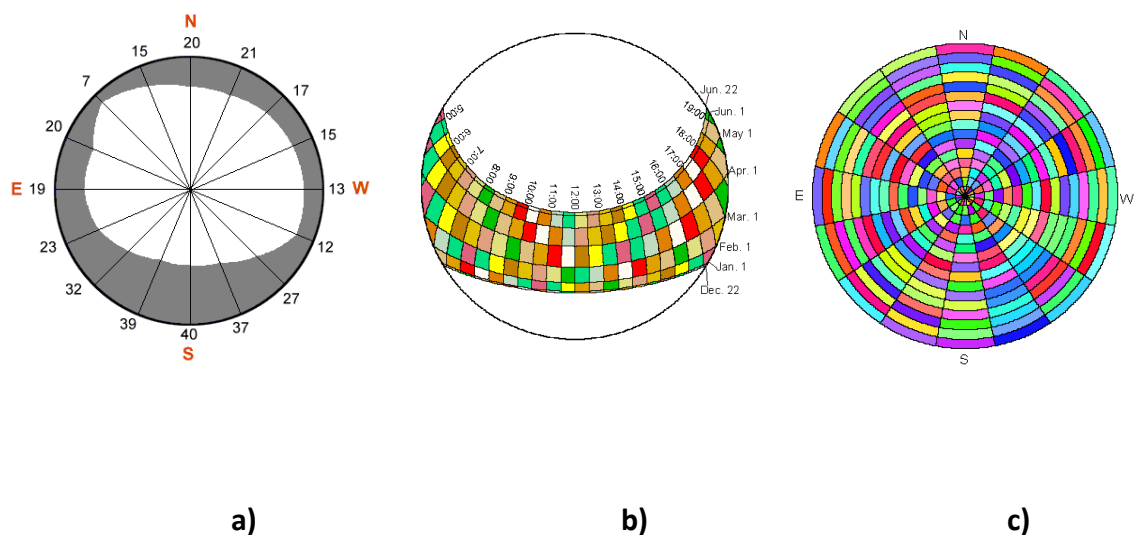 N
20
15
21
7
17
20
15
E
19
13
W
23
12
32
27
39
37
40
S
a)
Jun. 22
Jun. 1
May 1
Apr. 1
Mar. 1
Feb. 1
Jan. 1
Dec. 22
5:00
6:00
7:00
8:00
9:00
10:00
11:00
12:00
13:00
14:00
15:00
16:00
17:00
18:00
19:00
b)
N
E
W
S
c)